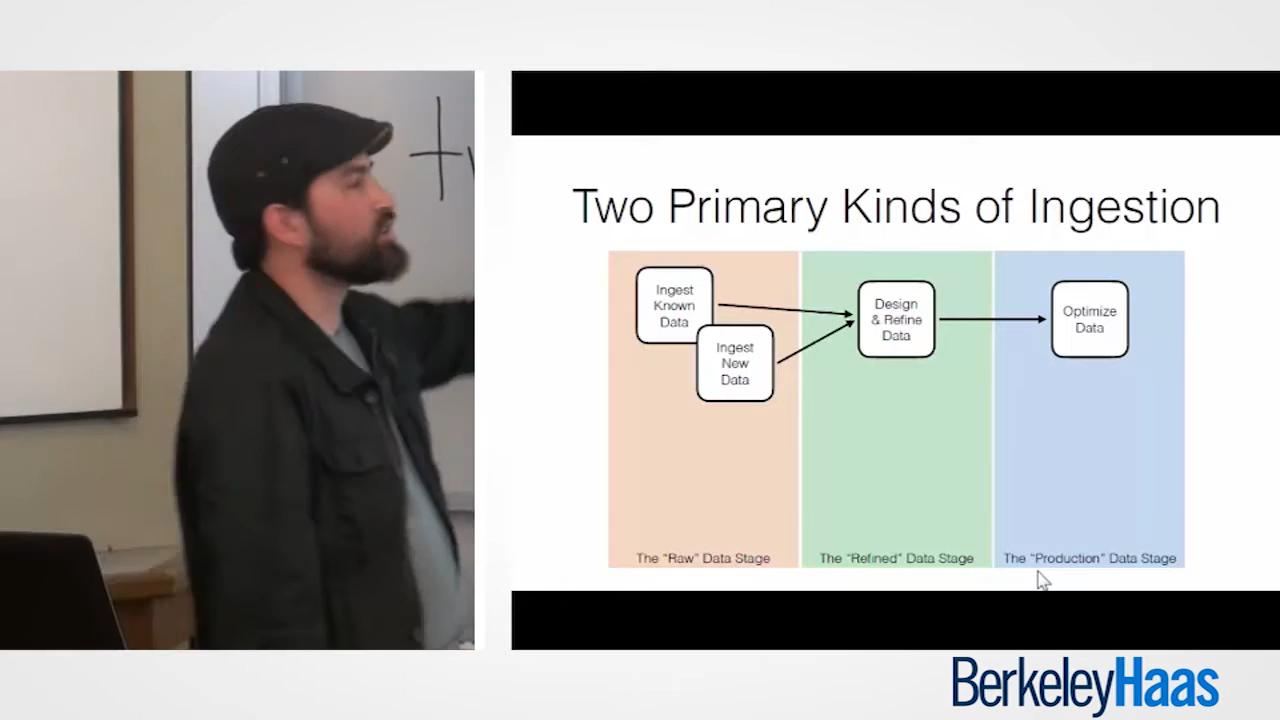 Two Primary Kinds of Ingestion
Ingest
Known
Data
Ingest
New
Data
Design
& Refine
Data
Optimize
Data
The "Raw" Data Stage
The "Refined" Data Stage
The "Production" Data Stage
BerkeleyHaas